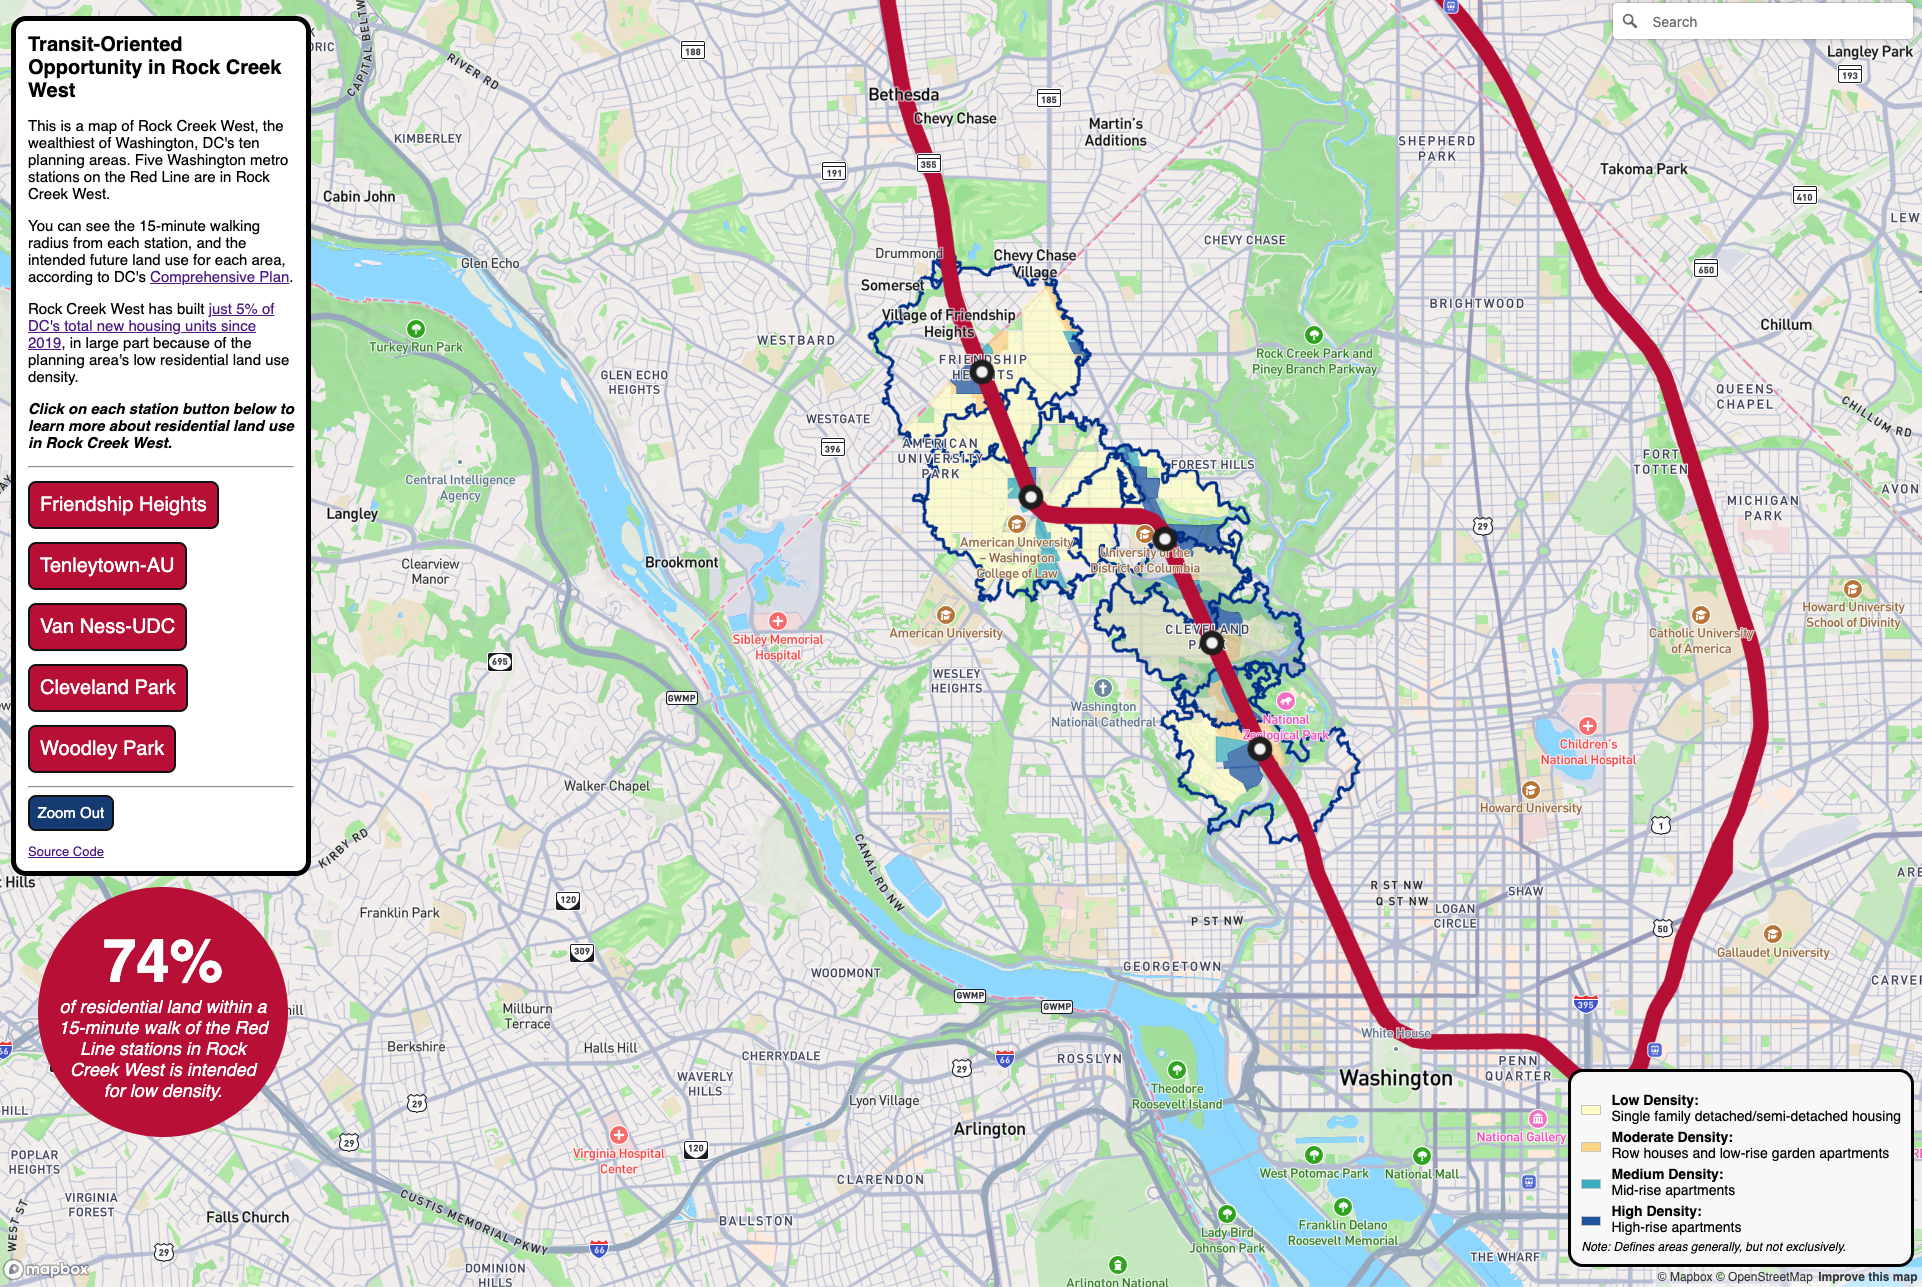 Transit-Oriented
Opportunity in Rock Creek
West
This is a map of Rock Creek West, the
wealthiest of Washington, DC's ten
planning areas. Five Washington metro
stations on the Red Line are in Rock
Creek West.
You can see the 15-minute walking
radius from each station, and the
intended future land use for each area,
according to DC's Comprehensive Plan.
Rock Creek West has built just 5% of
DC's total new housing units since
2019, in large part because of the
planning area's low residential land use
density.
Click on each station button below to
learn more about residential land use
in Rock Creek West.
Friendship Heights
Tenleytown-AU
Van Ness-UDC
Cleveland Park
Woodley Park
Zoom Out
Source Code
74%
of residential land within a
15-minute walk of the Red
Line stations in Rock
Creek West is intended
for low density.
Search
Langley Park
193
188
RIVER RD
CAPITAL BELTW
Bethesda
Chevy Chase
185
Martin's
Additions
SHEPHERD
PARK
Takoma Park
KIMBERLEY
355
191
410
Cabin John
LEW
CHEVY CHASE
Drummond
Chevy Chase
Village
Glen Echo
650
Somerset
BRIGHTWOOD
Village of Friendship
Heights
Chillum
Turkey Run Park
WESTBARD
Rock Creek Park and
Piney Branch Parkway
FRIENDSHIP
HEIGHTS
GLEN ECHO
HEIGHTS
QUEENS
CHAPEL
CHILLUM RD
WESTGATE
396
AMERICAN
UNIVERSITY
PARK
FOREST HILLS
FORT
TOTTEN
Central Intelligence
Agency
AVON
MICHIGAN
PARK
Langley
29
American University
– Washington
College of Law
University of the
District of Columbia
Brookmont
Clearview
Manor
Howard University
School of Divinity
American University
CLEVELAND
PARK
Catholic University
of America
Sibley Memorial
Hospital
695
WESLEY
HEIGHTS
GWMP
Washington
National Cathedral
National
Zoological Park
Children's
National Hospital
Walker Chapel
Howard University
1
KIRBY RD
CANAL RD NW
Hills
ARE
R ST NW
Q ST NW
SHAW
120
Franklin Park
P ST NW
LOGAN
CIRCLE
50
309
Gallaudet University
WOODMONT
GEORGETOWN
CARVER
GWMP
GWMP
395
hill
Millburn
Terrace
White House
66
Berkshire
Halls Hill
CHERRYDALE
66
ROSSLYN
29
PENN
QUARTER
Washington
WAVERLY
HILLS
Theodore
Roosevelt Island
HILL
29
Lyon Village
Arlington
29
Virginia Hospital
Center
120
National Gallery
POPLAR
HEIGHTS
West Potomac Park
National Mall
CLARENDON
VIRGINIA
FOREST
CUSTIS MEMORIAL PKWY
Falls Church
BALLSTON
Lady Bird
Johnson Park
Franklin Delano
Roosevelt Memorial
WEST ST
29
66
THE WHARF
DOMINION
HILLS
Arlington National
Low Density:
Single family detached/semi-detached housing
Moderate Density:
Row houses and low-rise garden apartments
Medium Density:
Mid-rise apartments
High Density:
High-rise apartments
Note: Defines areas generally, but not exclusively.
mapbox
© Mapbox © OpenStreetMap Improve this map